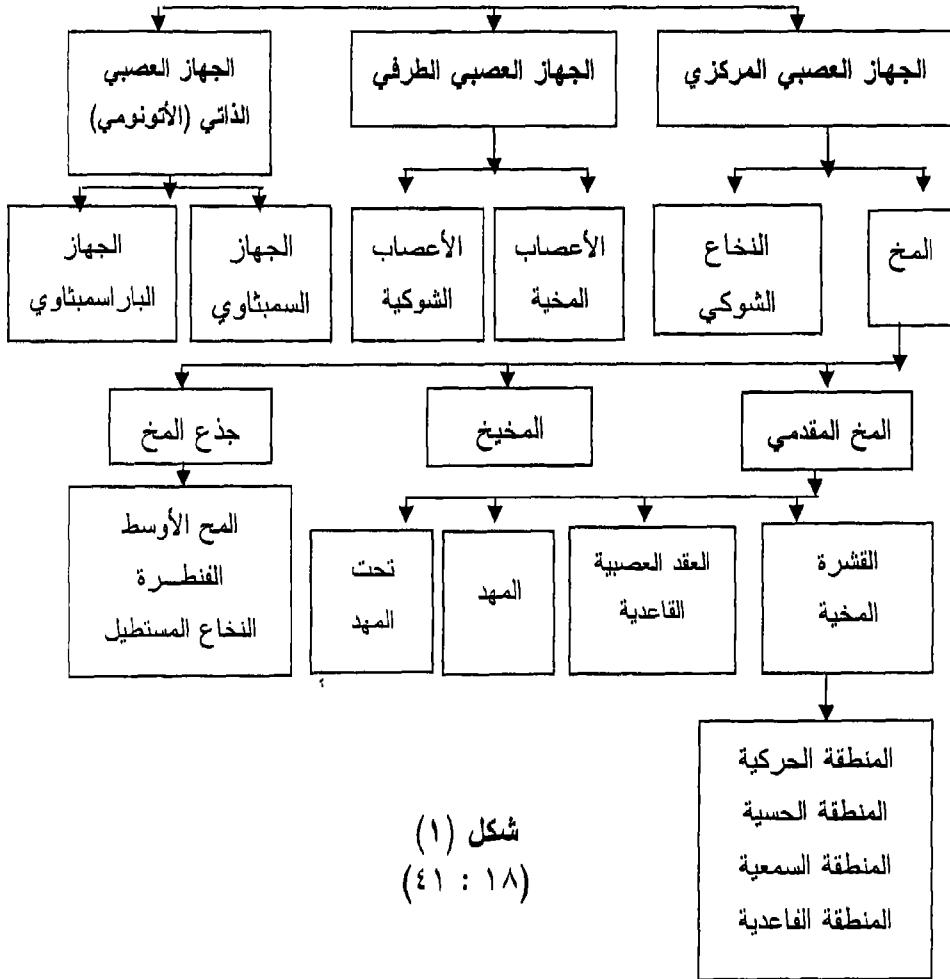 الجهاز العصبي المركزي
الجهاز العصبي الطرفي
الجهاز العصبي
الذاتي (الأتونومي)
المخ
النخاع
الشوكي
الأعصاب
المخية
الأعصاب
الشوكية
الجهاز
السمبثاوي
الجهاز
الباراسمبثاوي
المخ المقدمي
المخيخ
جذع المخ
القشرة
المخية
العقد العصبية
القاعدية
المهد
تحت
المهد
المح الأوسط
الفنطـــرة
النخاع المستطيل
المنطقة الحركية
المنطقة الحسية
المنطقة السمعية
المنطقة الفاعدية
شكل (١)
(١٨ : ٤١)